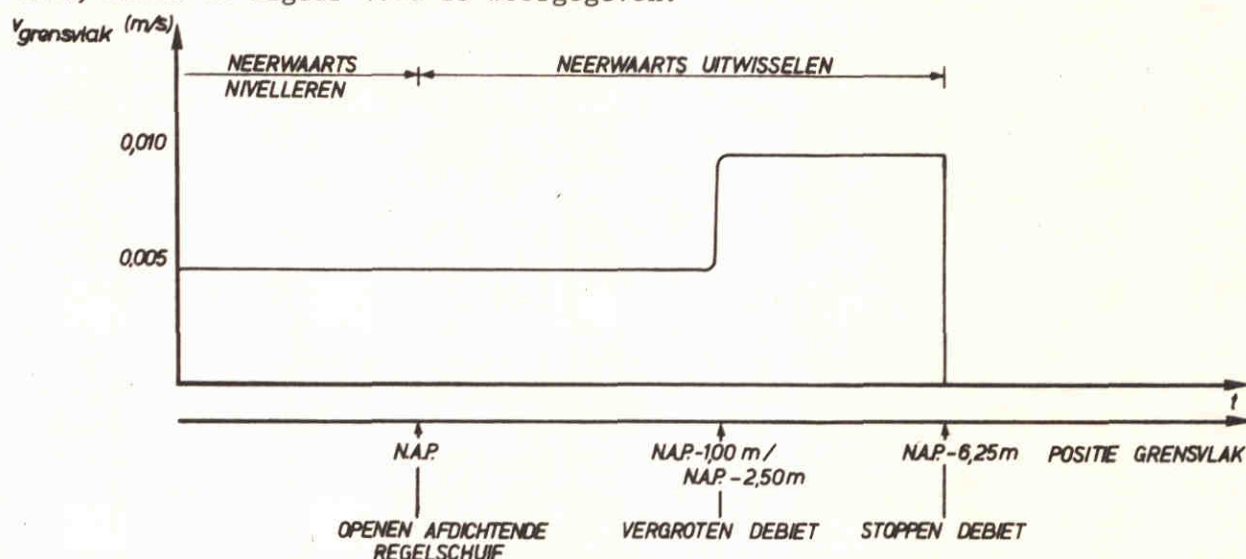 v grensvlak (m/s)
NEERWAARTS
NIVELLEREN
NEERWAARTS UITWISSELEN
0,010
0,005
t
N.A.P.
N.A.P.-1,00 m /
N.A.P. -2,50 m
N.A.P. -6,25 m
POSITIE GRENSVLAK
OPENEN AFDICHTENDE
REGELSCHUIF
VERGROTEN DEBIET
STOPPEN DEBIET